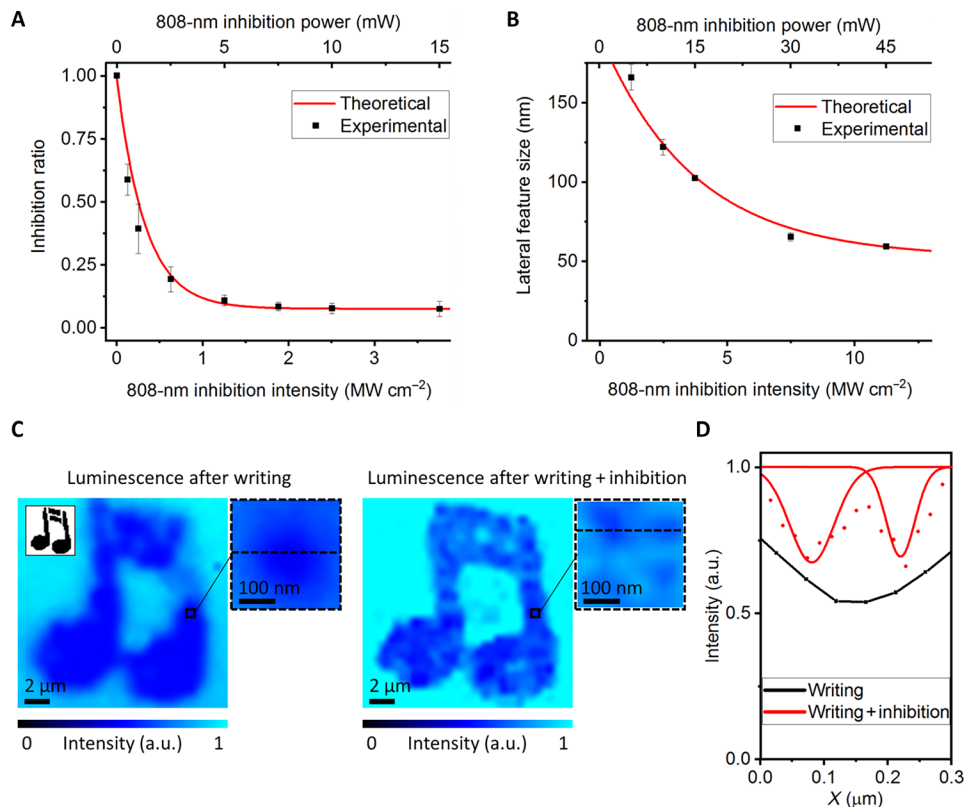 A
808-nm inhibition power (mW)
0 5 10 15
1.00
0.75
0.50
0.25
0.00
Inhibition ratio
Theoretical
Experimental
0 1 2 3
808-nm inhibition intensity (MW cm⁻²)
B
808-nm inhibition power (mW)
0 15 30 45
150
100
50
0
Lateral feature size (nm)
Theoretical
Experimental
0 5 10
808-nm inhibition intensity (MW cm⁻²)
C
Luminescence after writing
100 nm
2 μm
0 Intensity (a.u.) 1
Luminescence after writing + inhibition
100 nm
2 μm
0 Intensity (a.u.) 1
D
1.0
0.5
0.0
Intensity (a.u.)
Writing
Writing + inhibition
0.0 0.1 0.2 0.3
X (μm)